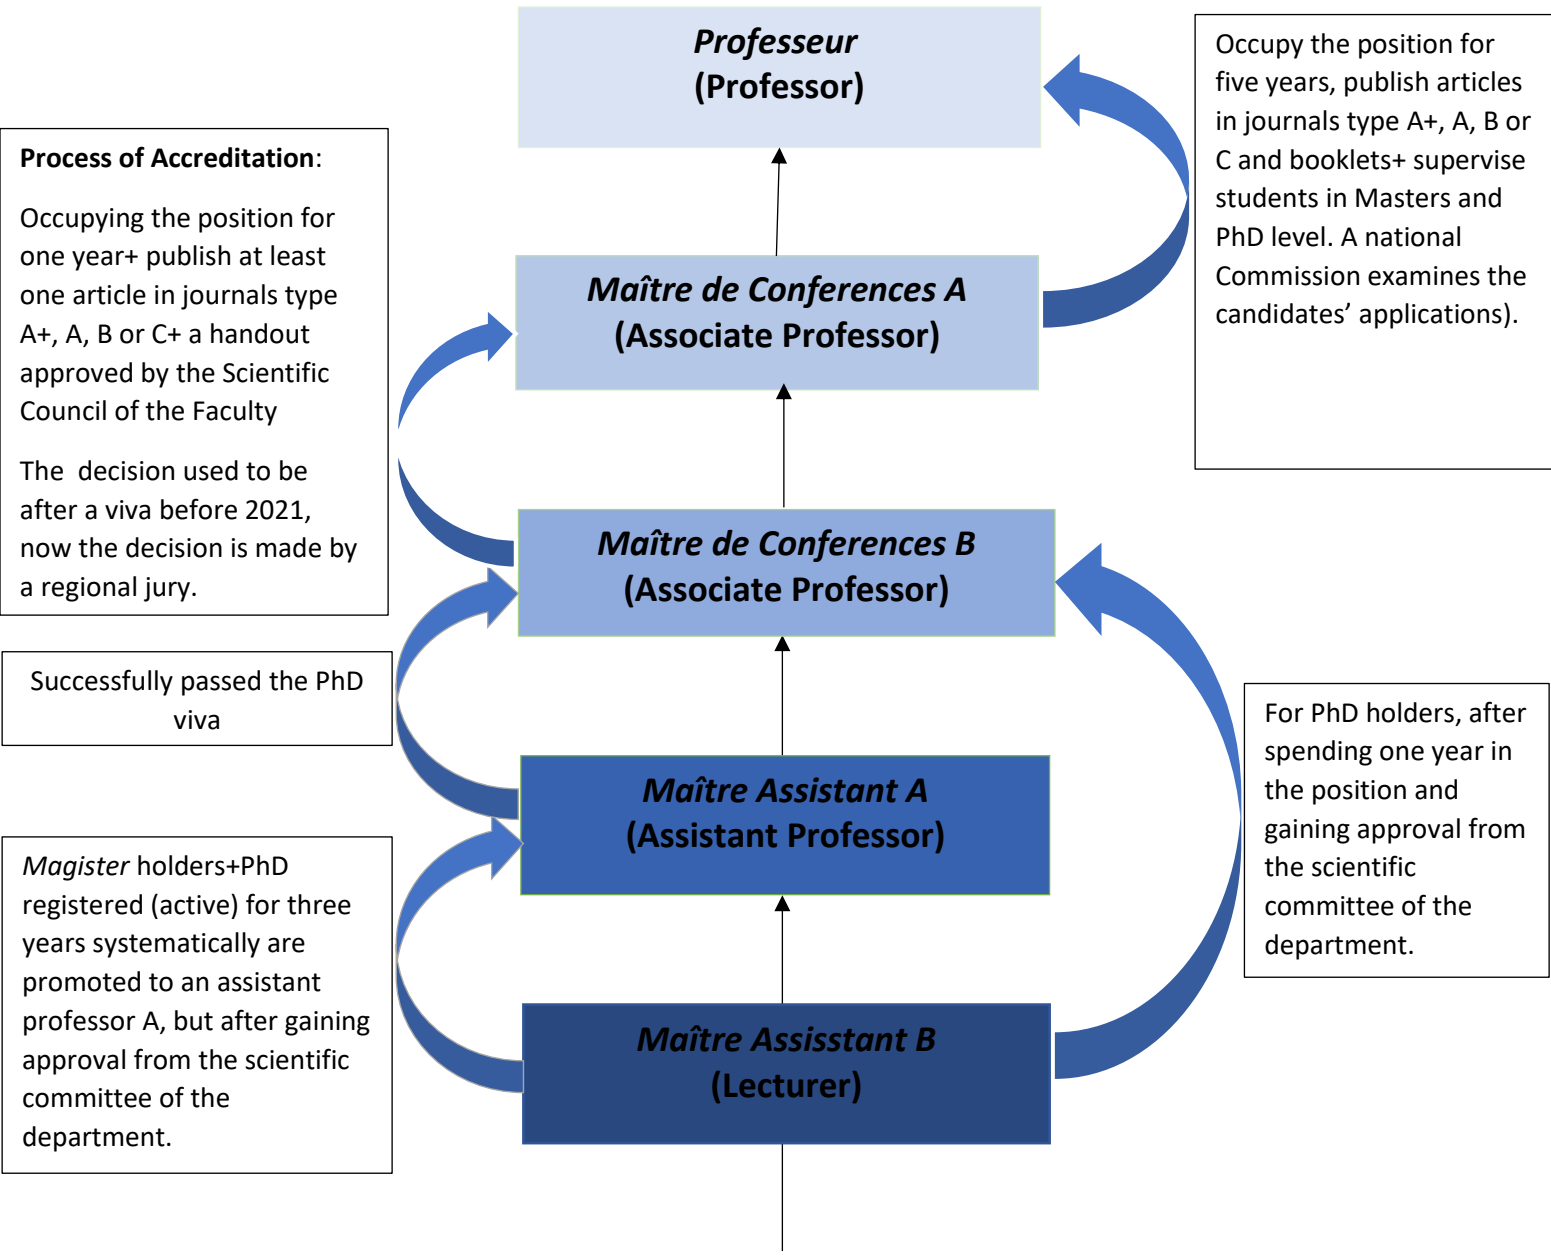 Professeur
(Professor)
Occupy the position for
five years, publish articles
in journals type A+, A, B or
C and booklets+ supervise
students in Masters and
PhD level. A national
Commission examines the
candidates’ applications).
Process of Accreditation:
Occupying the position for
one year+ publish at least
one article in journals type
A+, A, B or C+ a handout
approved by the Scientific
Council of the Faculty
The  decision used to be
after a viva before 2021,
now the decision is made by
a regional jury.
Maître de Conferences A
(Associate Professor)
Maître de Conferences B
(Associate Professor)
Successfully passed the PhD
viva
For PhD holders, after
spending one year in
the position and
gaining approval from
the scientific
committee of the
department.
Maître Assistant A
(Assistant Professor)
Magister holders+PhD
registered (active) for three
years systematically are
promoted to an assistant
professor A, but after gaining
approval from the scientific
committee of the
department.
Maître Assisstant B
(Lecturer)